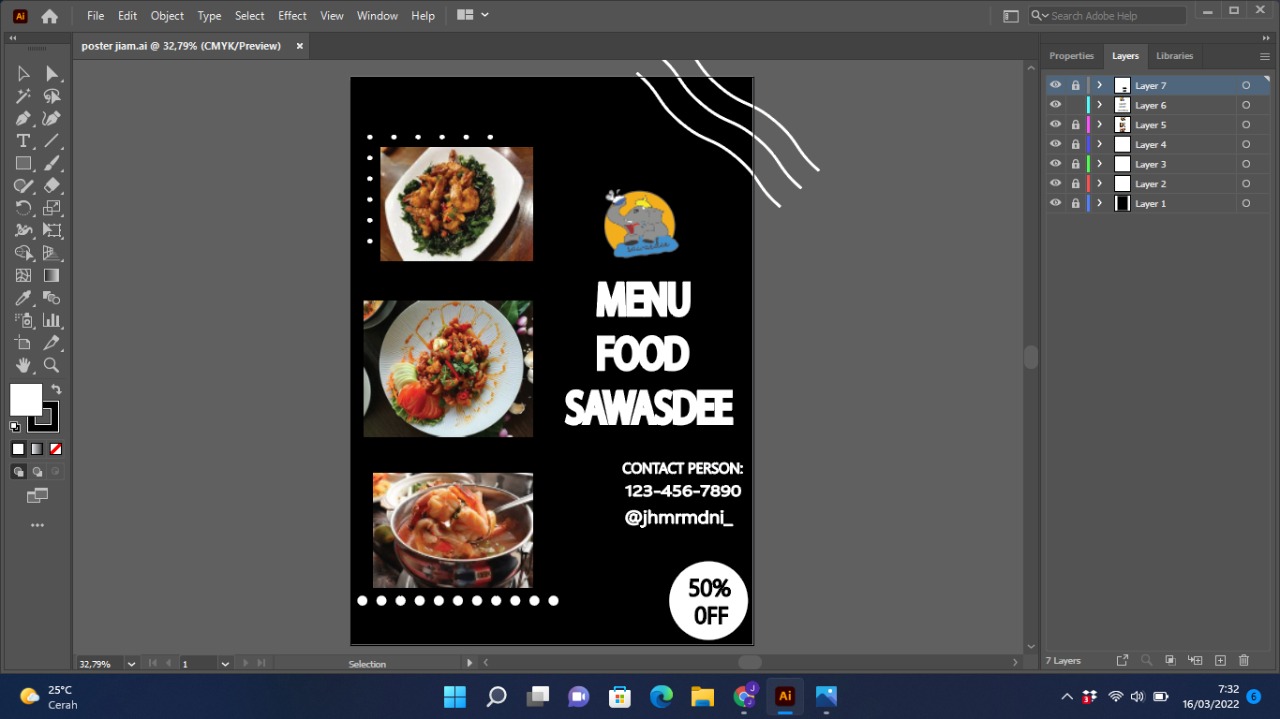 Ai
File Edit Object Type Select Effect View Window Help
Search Adobe Help
poster jiam.ai @ 32,79% (CMYK/Preview) ×
Properties Layers Libraries
Layer 7
Layer 6
Layer 5
Layer 4
Layer 3
Layer 2
Layer 1
MENU
FOOD
SAWASDEE
CONTACT PERSON:
123-456-7890
@jhmrmdni_
50%
OFF
32,79% 1 Selection
7 Layers
25°C
Cerah
J
Ai
3
7:32
16/03/2022
6